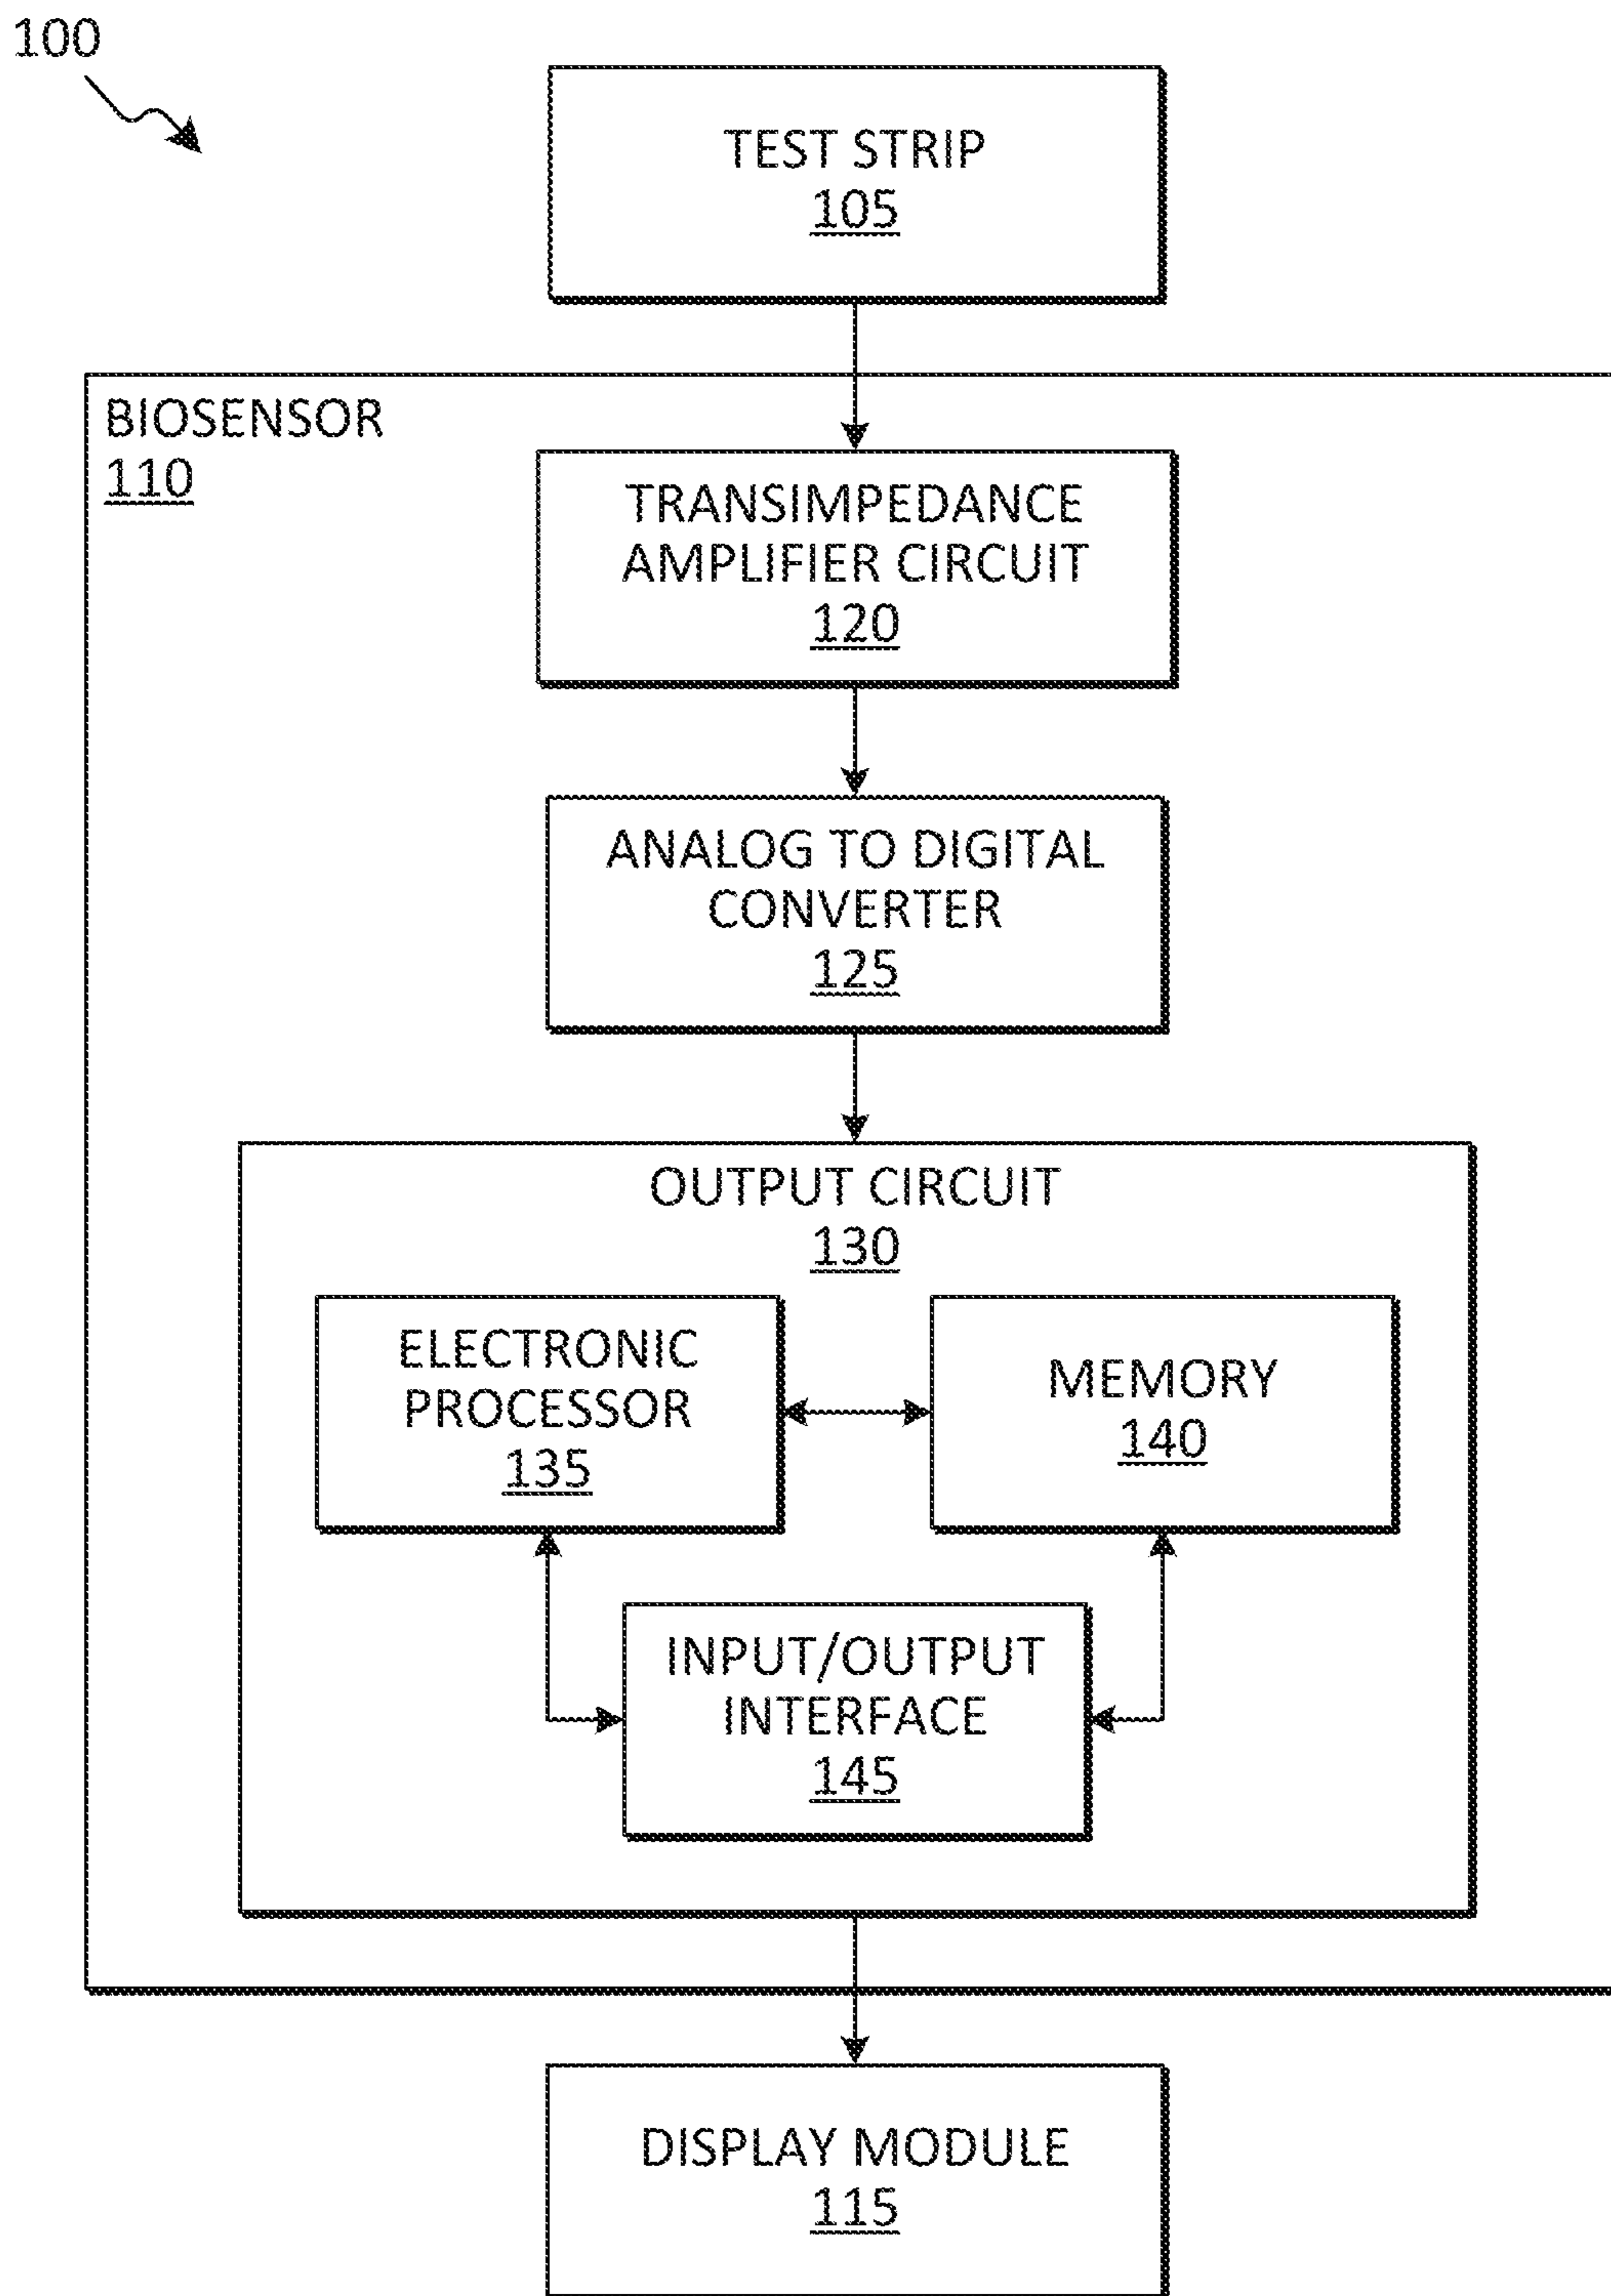 100
TEST STRIP
105
BIOSENSOR
110
TRANSIMPEDANCE
AMPLIFIER CIRCUIT
120
ANALOG TO DIGITAL
CONVERTER
125
OUTPUT CIRCUIT
130
ELECTRONIC
PROCESSOR
135
MEMORY
140
INPUT/OUTPUT
INTERFACE
145
DISPLAY MODULE
115